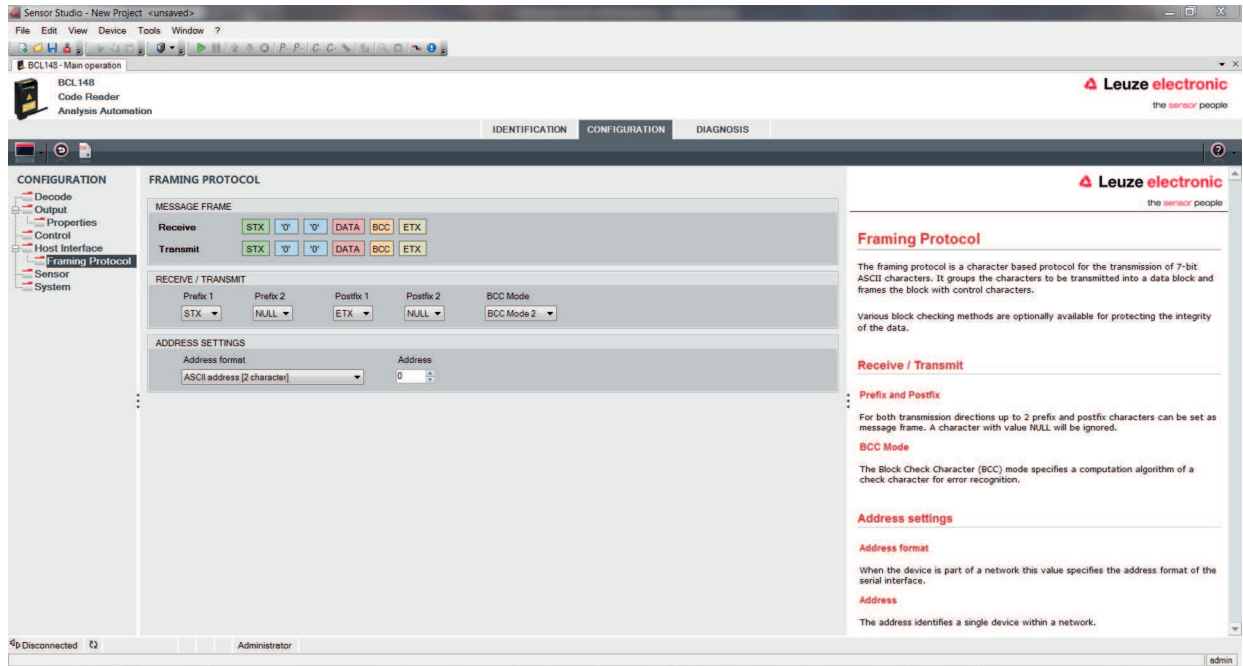 Sensor Studio - New Project <unsaved>
File Edit View Device Tools Window ?
BCL148 - Main operation
BCL148
Code Reader
Analysis Automation
Leuze electronic
the sensor people
IDENTIFICATION CONFIGURATION DIAGNOSIS
CONFIGURATION
Decode
Output
Properties
Control
Host Interface
Framing Protocol
Sensor
System
FRAMING PROTOCOL
MESSAGE FRAME
Receive STX '0' '0' DATA BCC ETX
Transmit STX '0' '0' DATA BCC ETX
RECEIVE / TRANSMIT
Prefix 1 Prefix 2 Postfix 1 Postfix 2 BCC Mode
STX NULL ETX NULL BCC Mode 2
ADDRESS SETTINGS
Address format Address
ASCII address [2 character] 0
Leuze electronic
the sensor people
Framing Protocol
The framing protocol is a character based protocol for the transmission of 7-bit
ASCII characters. It groups the characters to be transmitted into a data block and
frames the block with control characters.
Various block checking methods are optionally available for protecting the integrity
of the data.
Receive / Transmit
Prefix and Postfix
For both transmission directions up to 2 prefix and postfix characters can be set as
message frame. A character with value NULL will be ignored.
BCC Mode
The Block Check Character (BCC) mode specifies a computation algorithm of a
check character for error recognition.
Address settings
Address format
When the device is part of a network this value specifies the address format of the
serial interface.
Address
The address identifies a single device within a network.
Disconnected Administrator
admin